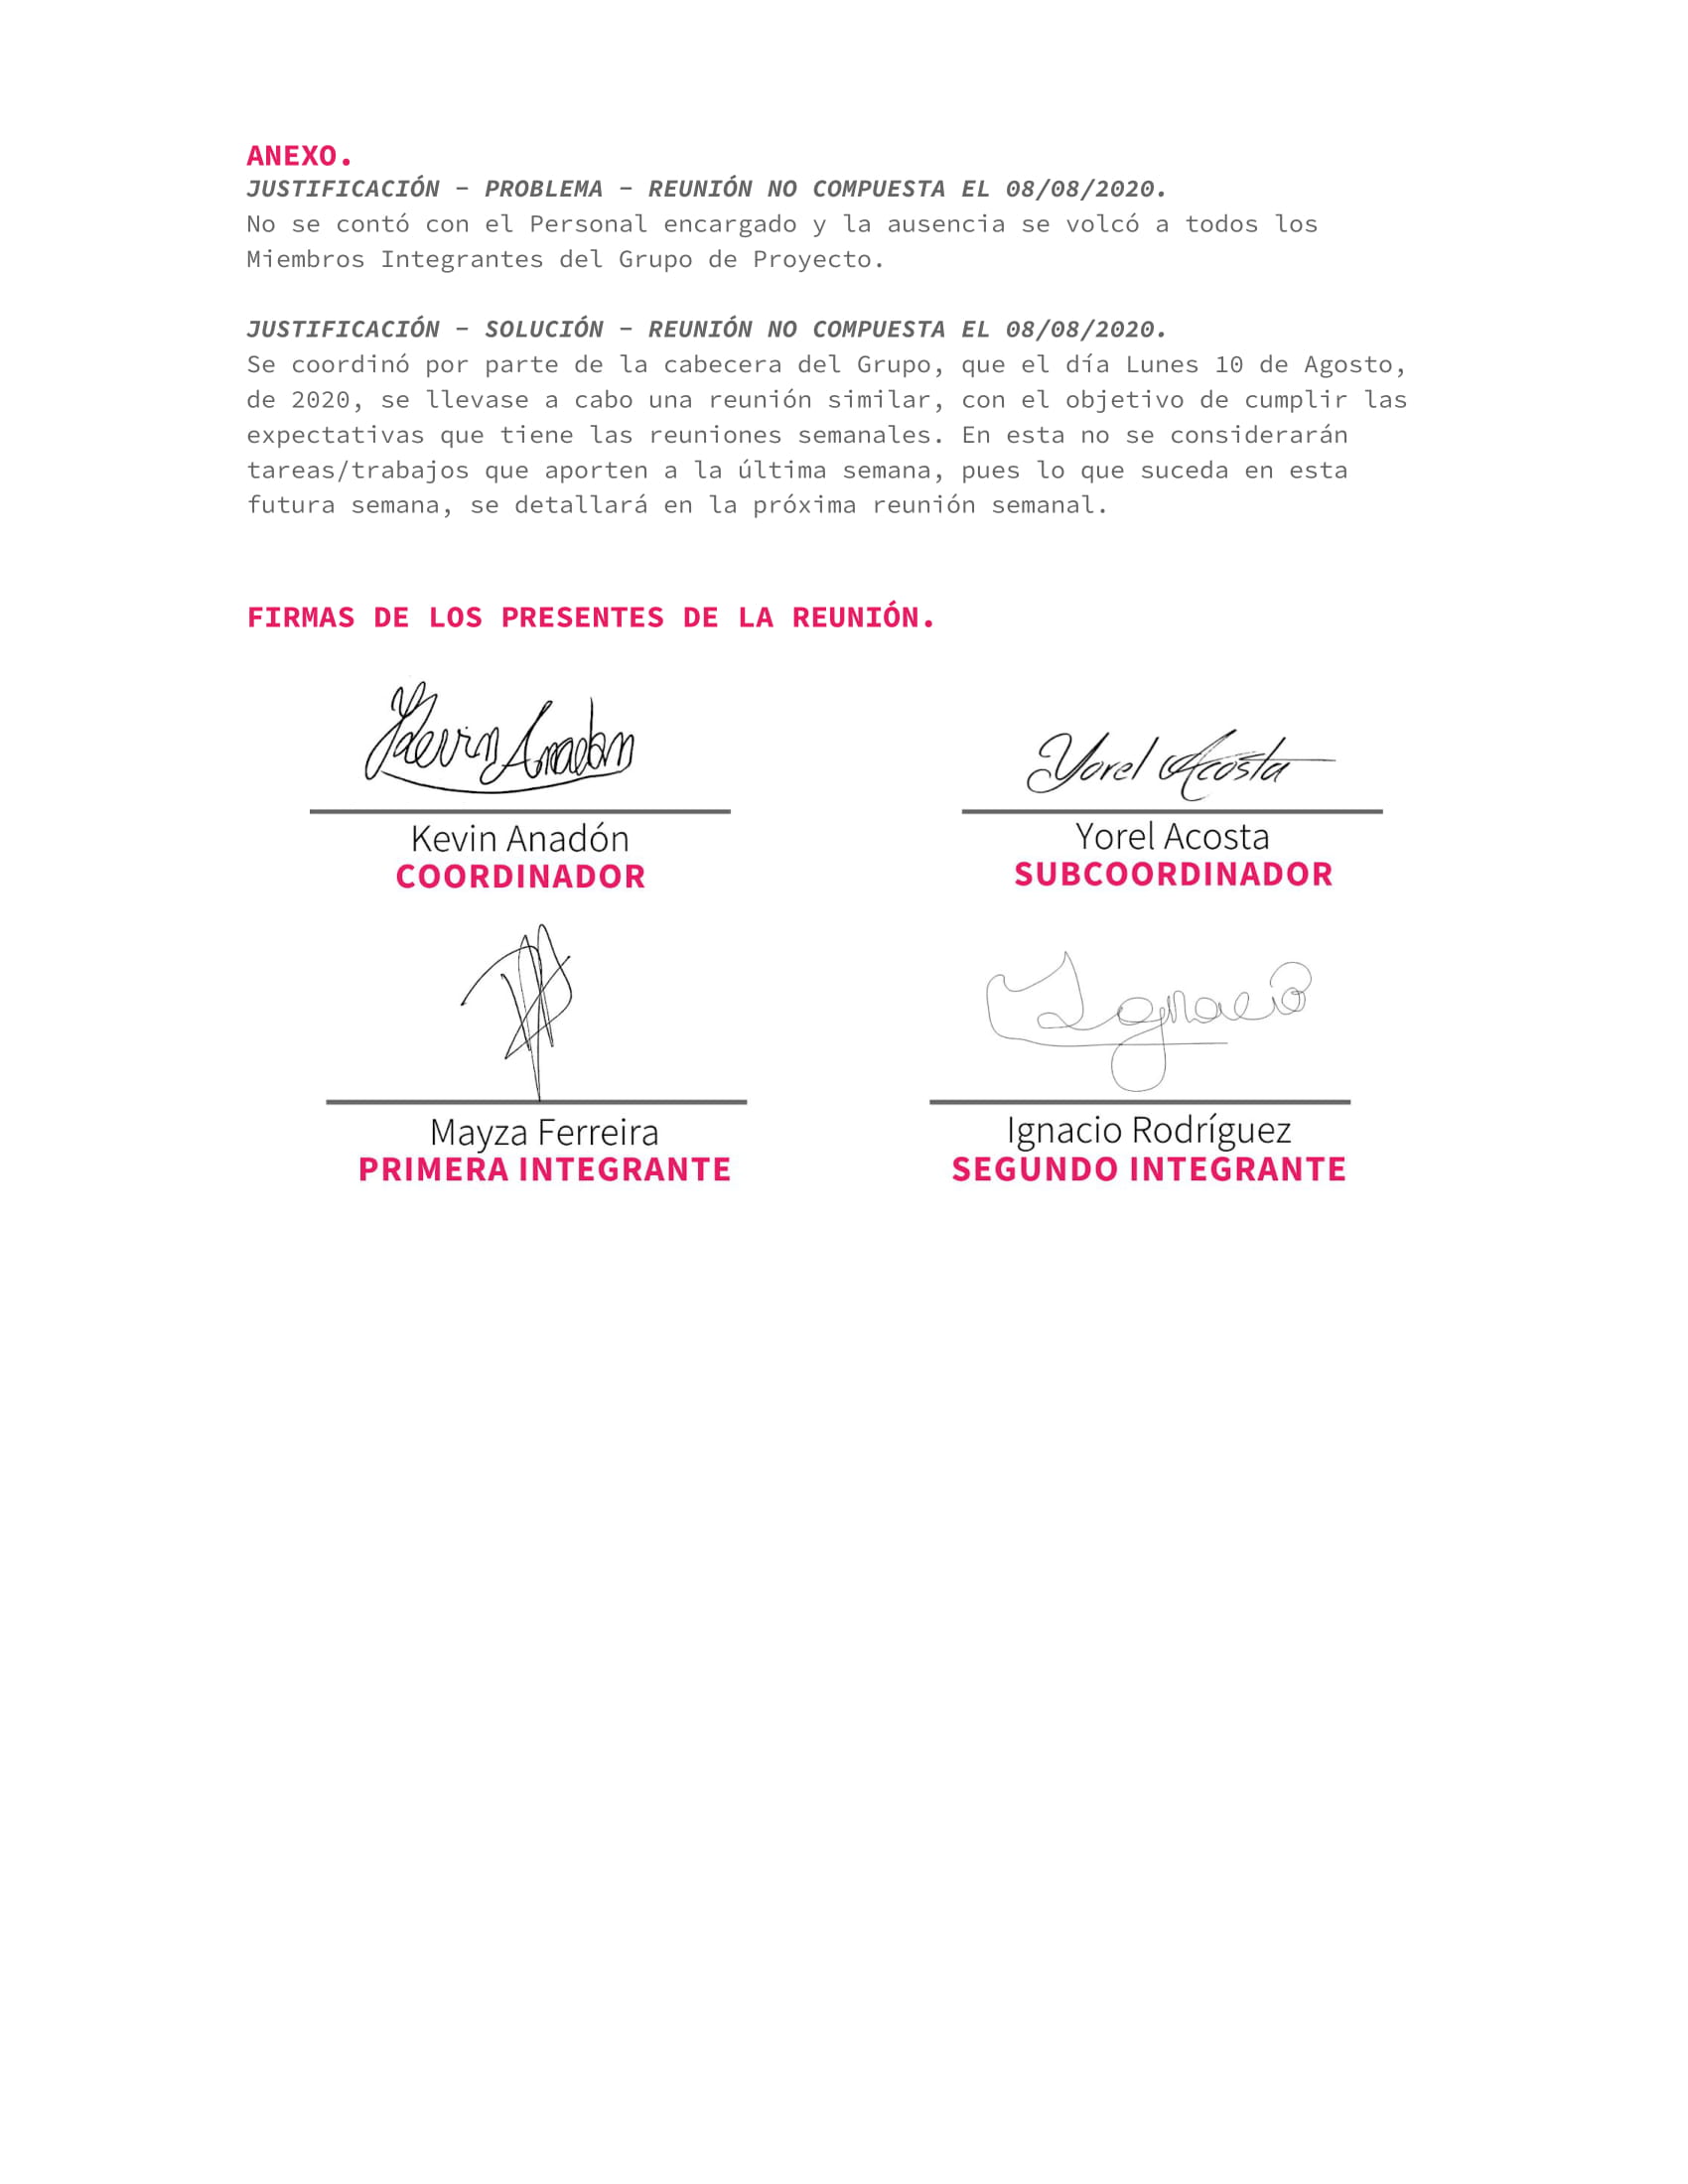 ANEXO.
JUSTIFICACIÓN – PROBLEMA – REUNIÓN NO COMPUESTA EL 08/08/2020.
No se contó con el Personal encargado y la ausencia se volcó a todos los
Miembros Integrantes del Grupo de Proyecto.
JUSTIFICACIÓN – SOLUCIÓN – REUNIÓN NO COMPUESTA EL 08/08/2020.
Se coordinó por parte de la cabecera del Grupo, que el día Lunes 10 de Agosto,
de 2020, se llevase a cabo una reunión similar, con el objetivo de cumplir las
expectativas que tiene las reuniones semanales. En esta no se considerarán
tareas/trabajos que aporten a la última semana, pues lo que suceda en esta
futura semana, se detallará en la próxima reunión semanal.
FIRMAS DE LOS PRESENTES DE LA REUNIÓN.
Kevin Anadon
Yorel Acosta
Kevin Anadón
Yorel Acosta
COORDINADOR
SUBCOORDINADOR
Ignacio
Mayza Ferreira
Ignacio Rodríguez
PRIMERA INTEGRANTE
SEGUNDO INTEGRANTE